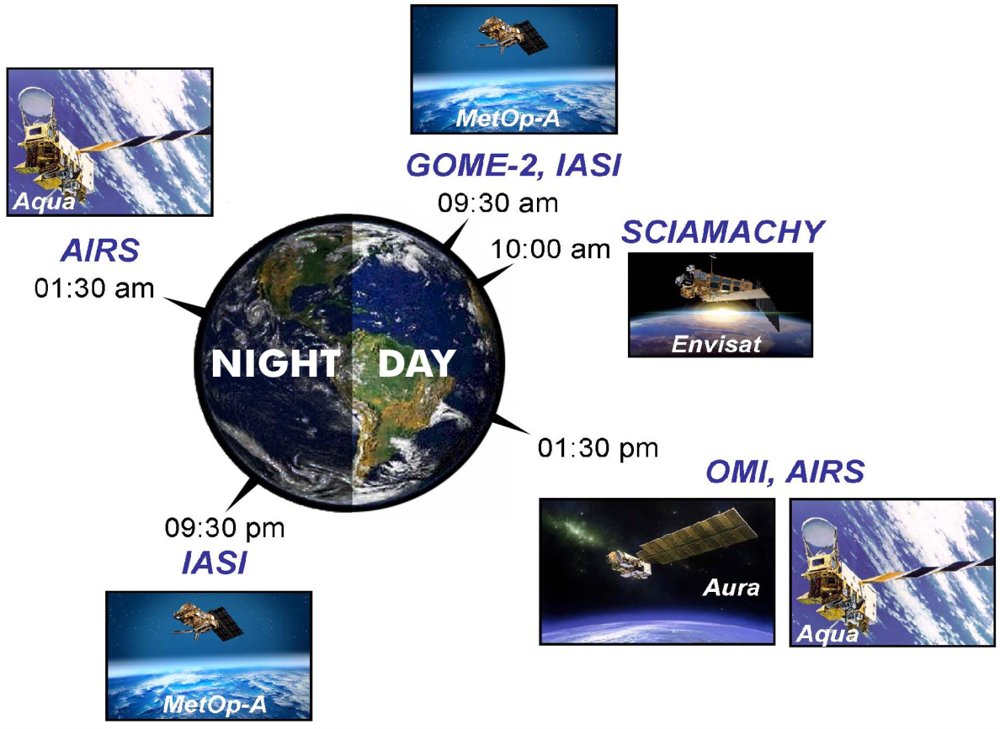 MetOp-A
GOME-2, IASI
09:30 am
Aqua
AIRS
01:30 am
10:00 am
SCIAMACHY
Envisat
NIGHT
DAY
01:30 pm
OMI, AIRS
Aura
Aqua
09:30 pm
IASI
MetOp-A